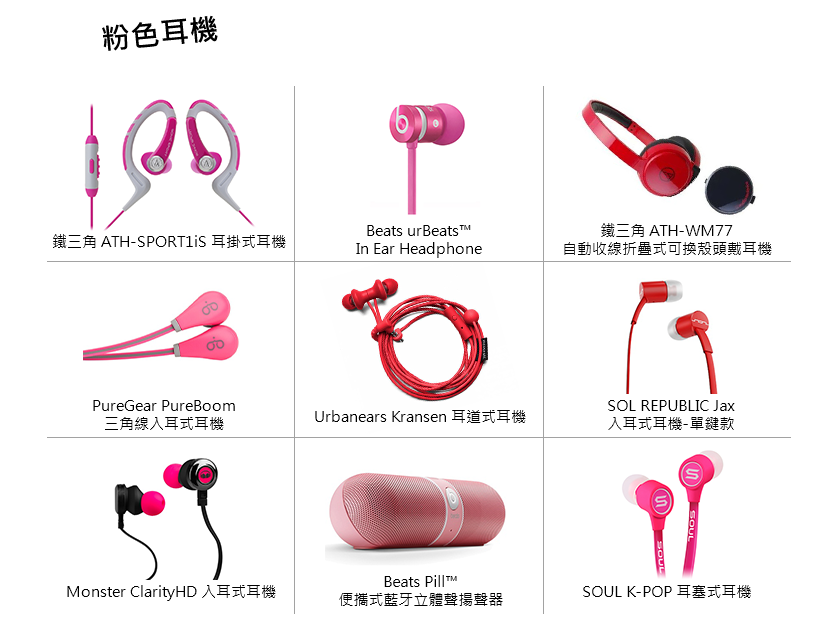 粉色耳機
鐵三角 ATH-SPORT1iS 耳掛式耳機
Beats urBeats™
In Ear Headphone
鐵三角 ATH-WM77
自動收線折疊式可換殼頭戴耳機
PureGear PureBoom
三角線入耳式耳機
Urbanears Kransen 耳道式耳機
SOL REPUBLIC Jax
入耳式耳機-單鍵款
Monster ClarityHD 入耳式耳機
Beats Pill™
便攜式藍牙立體聲揚聲器
SOUL
SOUL
SOUL K-POP 耳塞式耳機